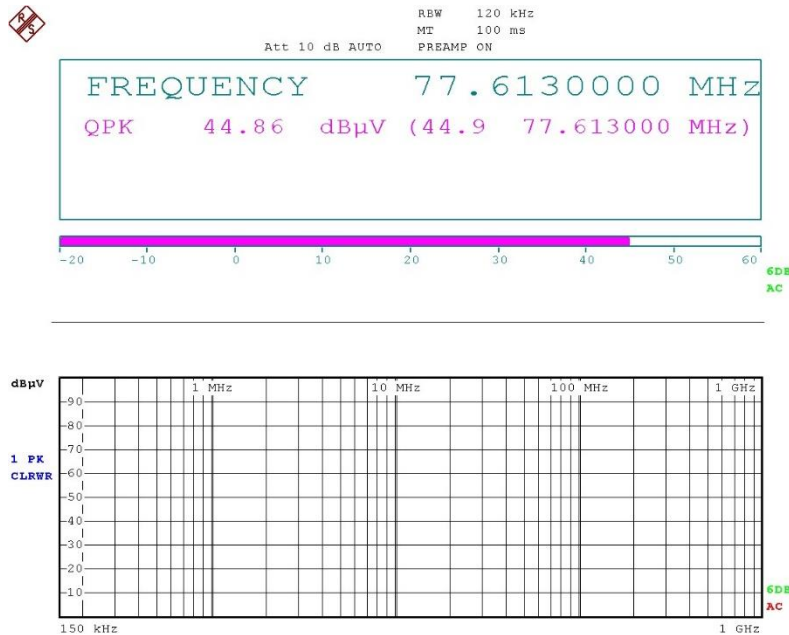 R S
RBW 120 kHz
MT 100 ms
Att 10 dB AUTO PREAMP ON
FREQUENCY 77.6130000 MHz
QPK 44.86 dBµV (44.9 77.613000 MHz)
-20 -10 0 10 20 30 40 50 60
6DB
AC
dBµV
1 MHz 10 MHz 100 MHz 1 GHz
90
80
70
1 PK
CLRWR
60
50
40
30
20
10
6DB
AC
150 kHz 1 GHz